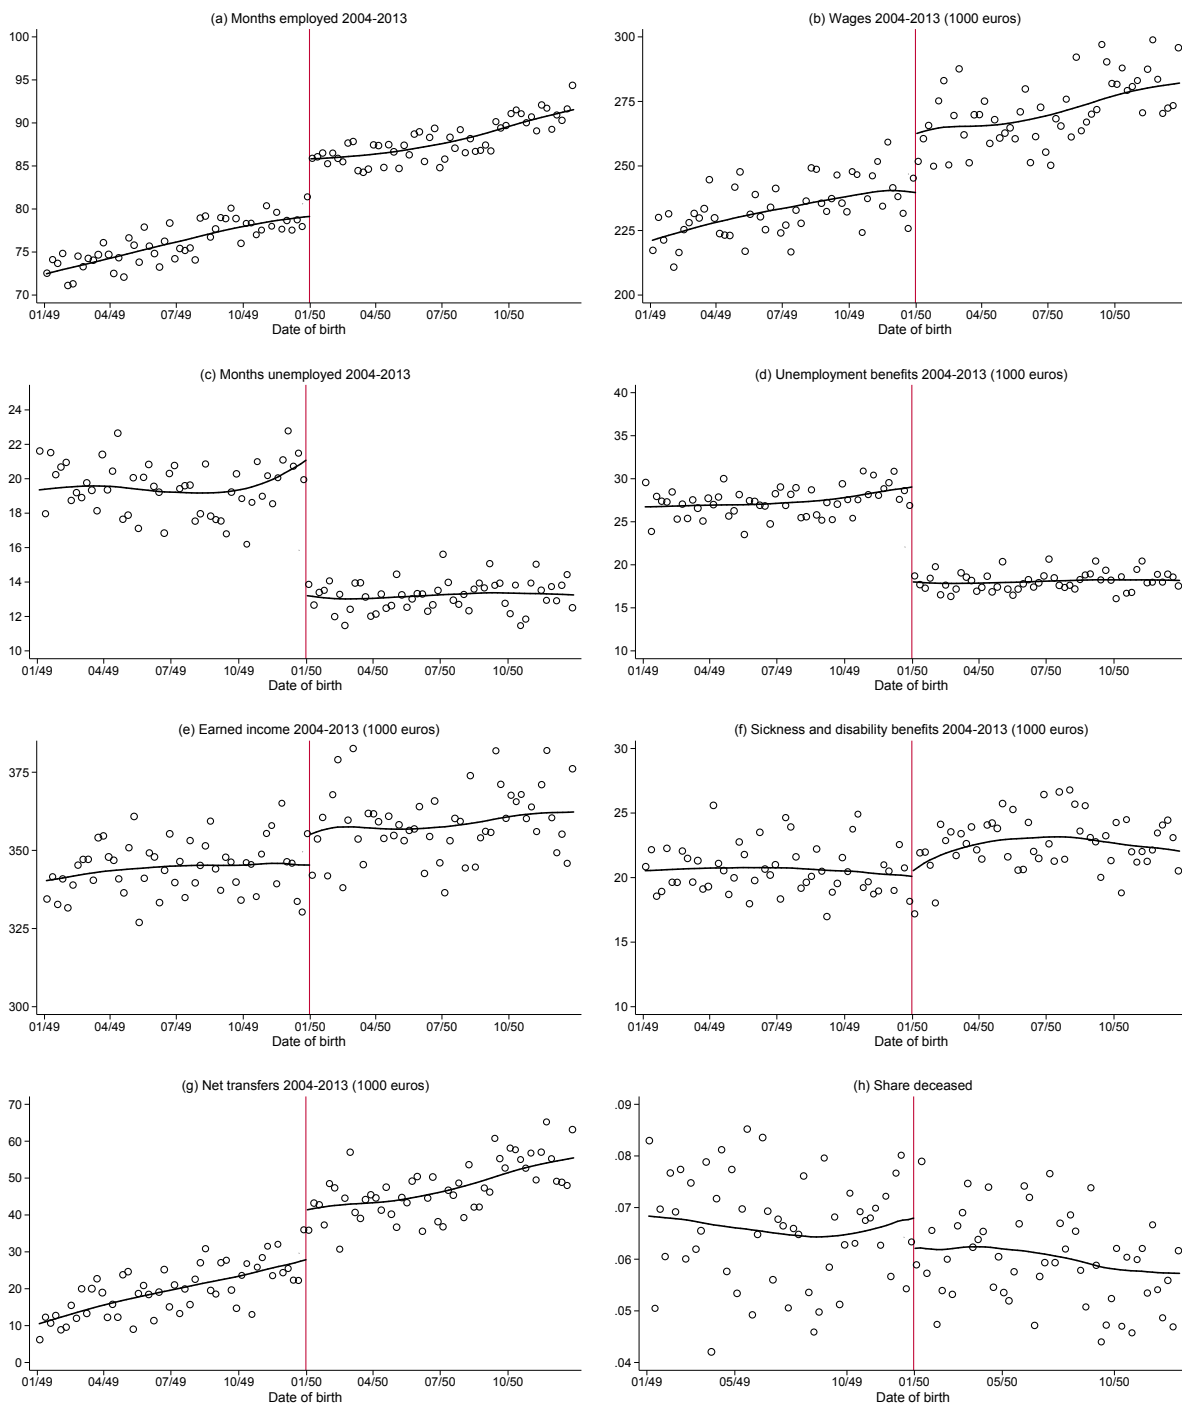 (a) Months employed 2004-2013
100
95
90
85
80
75
70
01/49 04/49 07/49 10/49 01/50 04/50 07/50 10/50
Date of birth
(b) Wages 2004-2013 (1000 euros)
300
275
250
225
200
01/49 04/49 07/49 10/49 01/50 04/50 07/50 10/50
Date of birth
(c) Months unemployed 2004-2013
24
22
20
18
16
14
12
10
01/49 04/49 07/49 10/49 01/50 04/50 07/50 10/50
Date of birth
(d) Unemployment benefits 2004-2013 (1000 euros)
40
35
30
25
20
15
10
01/49 04/49 07/49 10/49 01/50 04/50 07/50 10/50
Date of birth
(e) Earned income 2004-2013 (1000 euros)
375
350
325
300
01/49 04/49 07/49 10/49 01/50 04/50 07/50 10/50
Date of birth
(f) Sickness and disability benefits 2004-2013 (1000 euros)
30
25
20
15
10
01/49 04/49 07/49 10/49 01/50 04/50 07/50 10/50
Date of birth
(g) Net transfers 2004-2013 (1000 euros)
70
60
50
40
30
20
10
0
01/49 04/49 07/49 10/49 01/50 04/50 07/50 10/50
Date of birth
(h) Share deceased
.09
.08
.07
.06
.05
.04
01/49 05/49 10/49 01/50 05/50 10/50
Date of birth